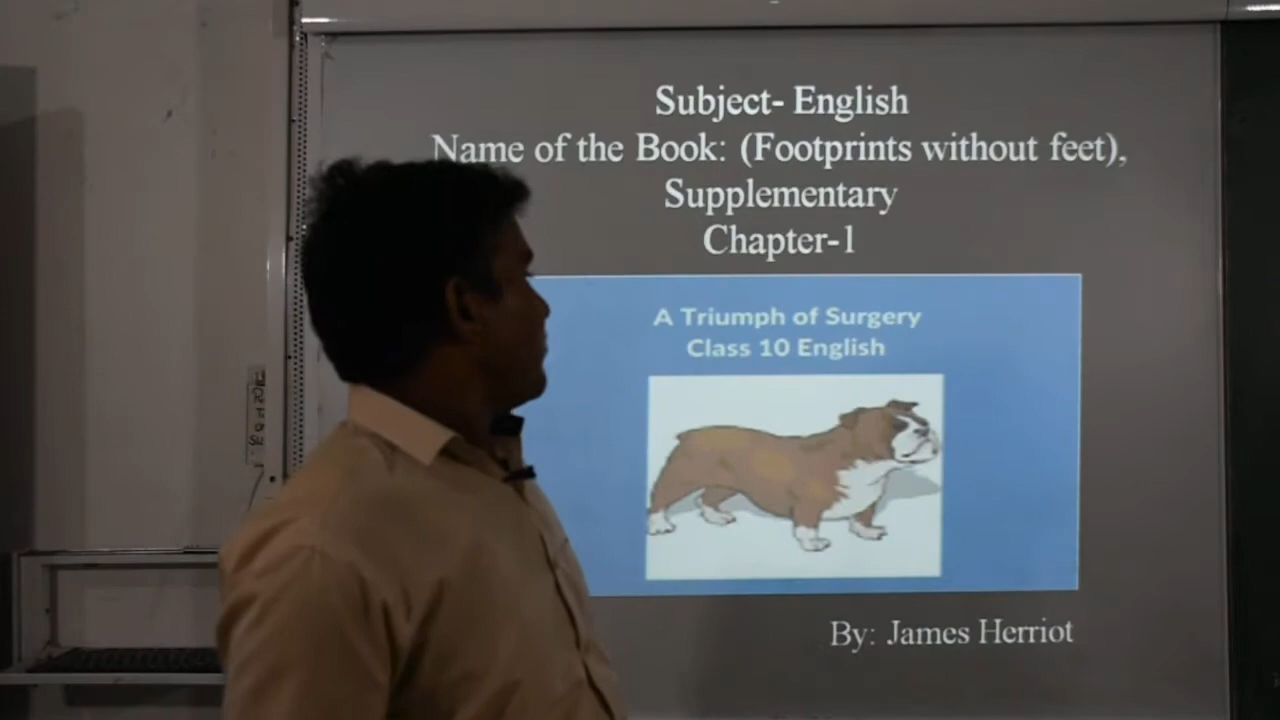 Subject- English
Name of the Book: (Footprints without feet),
Supplementary
Chapter-1
A Triumph of Surgery
Class 10 English
By: James Herriot